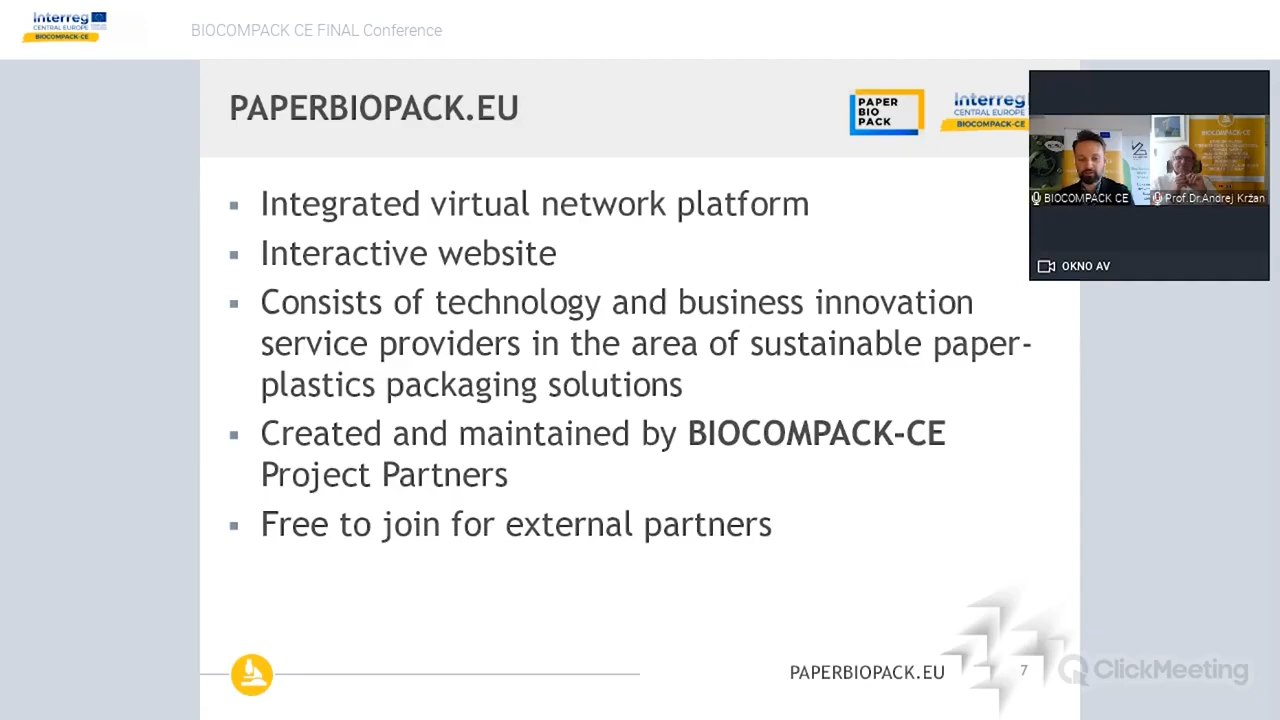 Interreg
CENTRAL EUROPE
BIOCOMPACK-CE
BIOCOMPACK CE FINAL Conference
PAPERBIOPACK.EU
PAPER
BIO
PACK
Interreg
CENTRAL EUROPE
BIOCOMPACK-CE
BIOCOMPACK-CE
BIOCOMPACK CE
Prof.Dr.Andrej Kržan
OKNO AV
Integrated virtual network platform
Interactive website
Consists of technology and business innovation
service providers in the area of sustainable paper-
plastics packaging solutions
Created and maintained by BIOCOMPACK-CE
Project Partners
Free to join for external partners
PAPERBIOPACK.EU
7
ClickMeeting